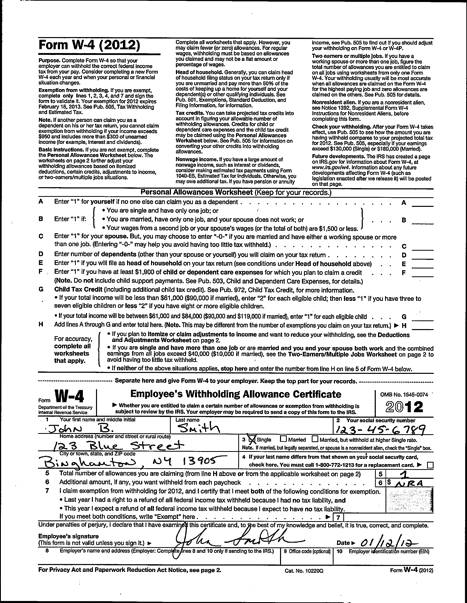 Form W-4 (2012)
Purpose. Complete Form W-4 so that your
employer can withhold the correct federal income
tax from your pay. Consider completing a new Form
W-4 each year and when your personal or financial
situation changes.
Exemption from withholding. If you are exempt,
complete only lines 1, 2, 3, 4, and 7 and sign the
form to validate it. Your exemption for 2012 expires
February 18, 2013. See Pub. 505, Tax Withholding
and Estimated Tax.
Note. If another person can claim you as a
dependent on his or her tax return, you cannot claim
exemption from withholding if your income exceeds
$950 and includes more than $300 of unearned
income (for example, interest and dividends).
Basic instructions. If you are not exempt, complete
the Personal Allowances Worksheet below. The
worksheets on page 2 further adjust your
withholding allowances based on itemized
deductions, certain credits, adjustments to income,
or two-earners/multiple jobs situations.
Complete all worksheets that apply. However, you
may claim fewer (or zero) allowances. For regular
wages, withholding must be based on allowances
you claimed and may not be a flat amount or
percentage of wages.
Head of household. Generally, you can claim head
of household filing status on your tax return only if
you are unmarried and pay more than 50% of the
costs of keeping up a home for yourself and your
dependent(s) or other qualifying individuals. See
Pub. 501, Exemptions, Standard Deduction, and
Filing Information, for information.
Tax credits. You can take projected tax credits into
account in figuring your allowable number of
withholding allowances. Credits for child or
dependent care expenses and the child tax credit
may be claimed using the Personal Allowances
Worksheet below. See Pub. 505 for information on
converting your other credits into withholding
allowances.
Nonwage income. If you have a large amount of
nonwage income, such as interest or dividends,
consider making estimated tax payments using Form
1040-ES, Estimated Tax for Individuals. Otherwise, you
may owe additional tax. If you have pension or annuity
income, see Pub. 505 to find out if you should adjust
your withholding on Form W-4 or W-4P.
Two earners or multiple jobs. If you have a
working spouse or more than one job, figure the
total number of allowances you are entitled to claim
on all jobs using worksheets from only one Form
W-4. Your withholding usually will be most accurate
when all allowances are claimed on the Form W-4
for the highest paying job and zero allowances are
claimed on the others. See Pub. 505 for details.
Nonresident alien. If you are a nonresident alien,
see Notice 1392, Supplemental Form W-4
Instructions for Nonresident Aliens, before
completing this form.
Check your withholding. After your Form W-4 takes
effect, use Pub. 505 to see how the amount you are
having withheld compares to your projected total tax
for 2012. See Pub. 505, especially if your earnings
exceed $130,000 (Single) or $180,000 (Married).
Future developments. The IRS has created a page
on IRS.gov for information about Form W-4, at
www.irs.gov/w4. Information about any future
developments affecting Form W-4 (such as
legislation enacted after we release it) will be posted
on that page.
Personal Allowances Worksheet (Keep for your records.)
A Enter "1" for yourself if no one else can claim you as a dependent A
• You are single and have only one job; or
B Enter "1" if: • You are married, have only one job, and your spouse does not work; or B
• Your wages from a second job or your spouse's wages (or the total of both) are $1,500 or less.
C Enter "1" for your spouse. But, you may choose to enter "-0-" if you are married and have either a working spouse or more
than one job. (Entering "-0-" may help you avoid having too little tax withheld.) C
D Enter number of dependents (other than your spouse or yourself) you will claim on your tax return D
E Enter "1" if you will file as head of household on your tax return (see conditions under Head of household above) E
F Enter "1" if you have at least $1,900 of child or dependent care expenses for which you plan to claim a credit F
(Note. Do not include child support payments. See Pub. 503, Child and Dependent Care Expenses, for details.)
G Child Tax Credit (including additional child tax credit). See Pub. 972, Child Tax Credit, for more information.
• If your total income will be less than $61,000 ($90,000 if married), enter "2" for each eligible child; then less "1" if you have three to
seven eligible children or less "2" if you have eight or more eligible children.
• If your total income will be between $61,000 and $84,000 ($90,000 and $119,000 if married), enter "1" for each eligible child G
H Add lines A through G and enter total here. (Note. This may be different from the number of exemptions you claim on your tax return.) ▶ H
For accuracy,
complete all
worksheets
that apply.
• If you plan to itemize or claim adjustments to income and want to reduce your withholding, see the Deductions
and Adjustments Worksheet on page 2.
• If you are single and have more than one job or are married and you and your spouse both work and the combined
earnings from all jobs exceed $40,000 ($10,000 if married), see the Two-Earners/Multiple Jobs Worksheet on page 2 to
avoid having too little tax withheld.
• If neither of the above situations applies, stop here and enter the number from line H on line 5 of Form W-4 below.
Separate here and give Form W-4 to your employer. Keep the top part for your records.
Form W-4
Department of the Treasury
Internal Revenue Service
Employee's Withholding Allowance Certificate
▶ Whether you are entitled to claim a certain number of allowances or exemption from withholding is
subject to review by the IRS. Your employer may be required to send a copy of this form to the IRS.
OMB No. 1545-0074
2012
1 Your first name and middle initial Last name 2 Your social security number
John B. Smith 123-45-6789
Home address (number and street or rural route)
123 Blue Street
3 Single Married Married, but withhold at higher Single rate.
Note. If married, but legally separated, or spouse is a nonresident alien, check the "Single" box.
City or town, state, and ZIP code
Binghamton NY 13905
4 If your last name differs from that shown on your social security card,
check here. You must call 1-800-772-1213 for a replacement card. ▶
5 Total number of allowances you are claiming (from line H above or from the applicable worksheet on page 2) 5 1
6 Additional amount, if any, you want withheld from each paycheck 6 $ NRA
7 I claim exemption from withholding for 2012, and I certify that I meet both of the following conditions for exemption.
• Last year I had a right to a refund of all federal income tax withheld because I had no tax liability, and
• This year I expect a refund of all federal income tax withheld because I expect to have no tax liability.
If you meet both conditions, write "Exempt" here ▶ 7
Under penalties of perjury, I declare that I have examined this certificate and, to the best of my knowledge and belief, it is true, correct, and complete.
Employee's signature
(This form is not valid unless you sign it.) ▶ John Smith Date ▶ 01/12/12
8 Employer's name and address (Employer: Complete lines 8 and 10 only if sending to the IRS.) 9 Office code (optional) 10 Employer identification number (EIN)
For Privacy Act and Paperwork Reduction Act Notice, see page 2. Cat. No. 10220Q Form W-4 (2012)